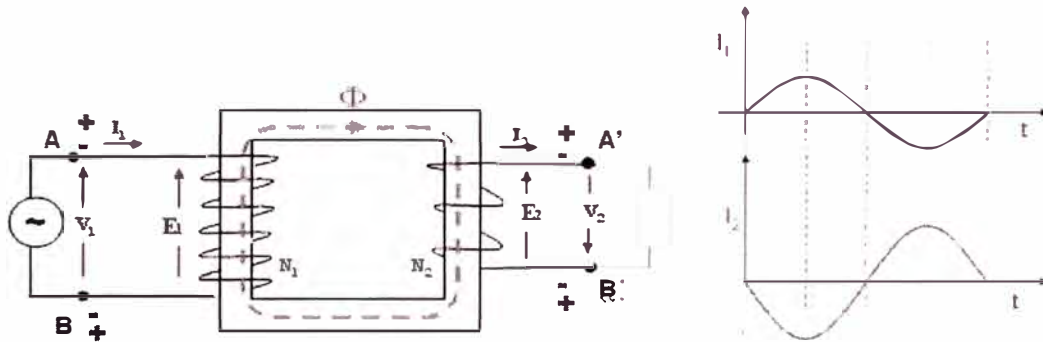 Φ
A
+
-
I₁
V₁
~
E₁
N₁
N₂
B
-
+
I₂
+
-
A'
E₂
V₂
-
+
B'
I₁
t
I₂
t